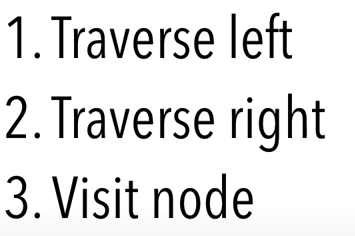 1. Traverse left
2. Traverse right
3. Visit node